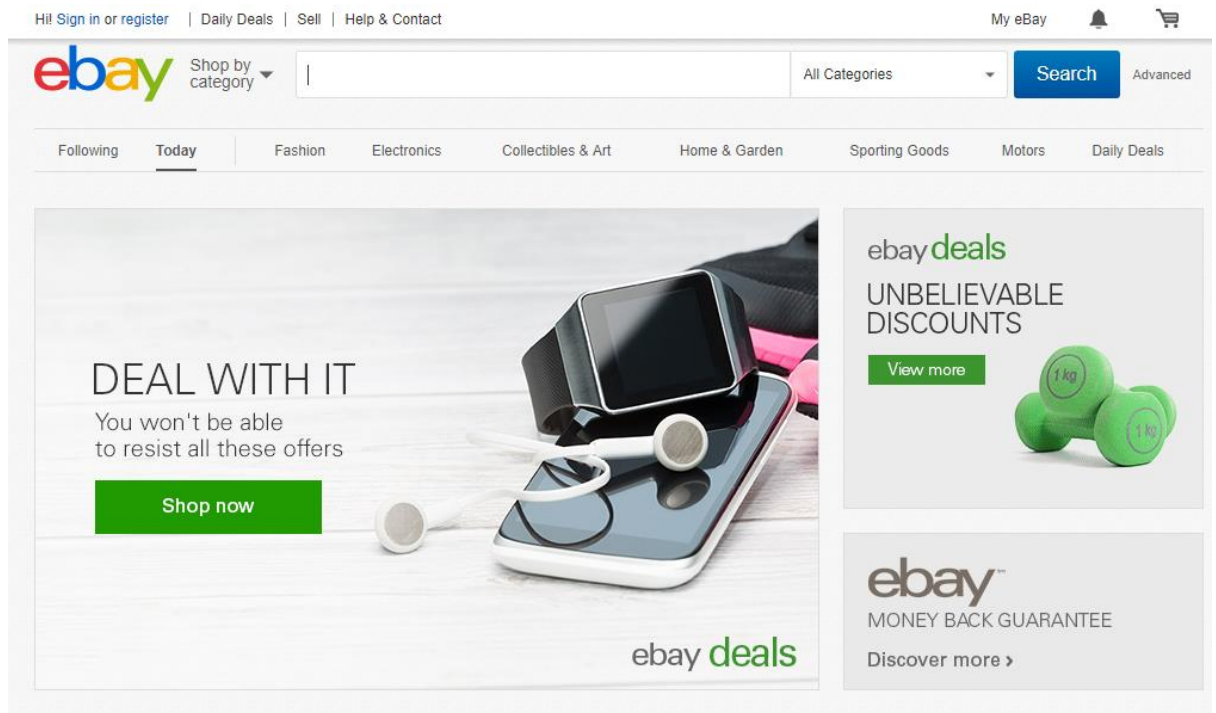 Hi! Sign in or register | Daily Deals | Sell | Help & Contact My eBay
ebay Shop by category All Categories Search Advanced
Following Today Fashion Electronics Collectibles & Art Home & Garden Sporting Goods Motors Daily Deals
DEAL WITH IT
You won't be able
to resist all these offers
Shop now
ebay deals
ebay deals
UNBELIEVABLE
DISCOUNTS
View more
1 kg
1 kg
ebay™
MONEY BACK GUARANTEE
Discover more ›